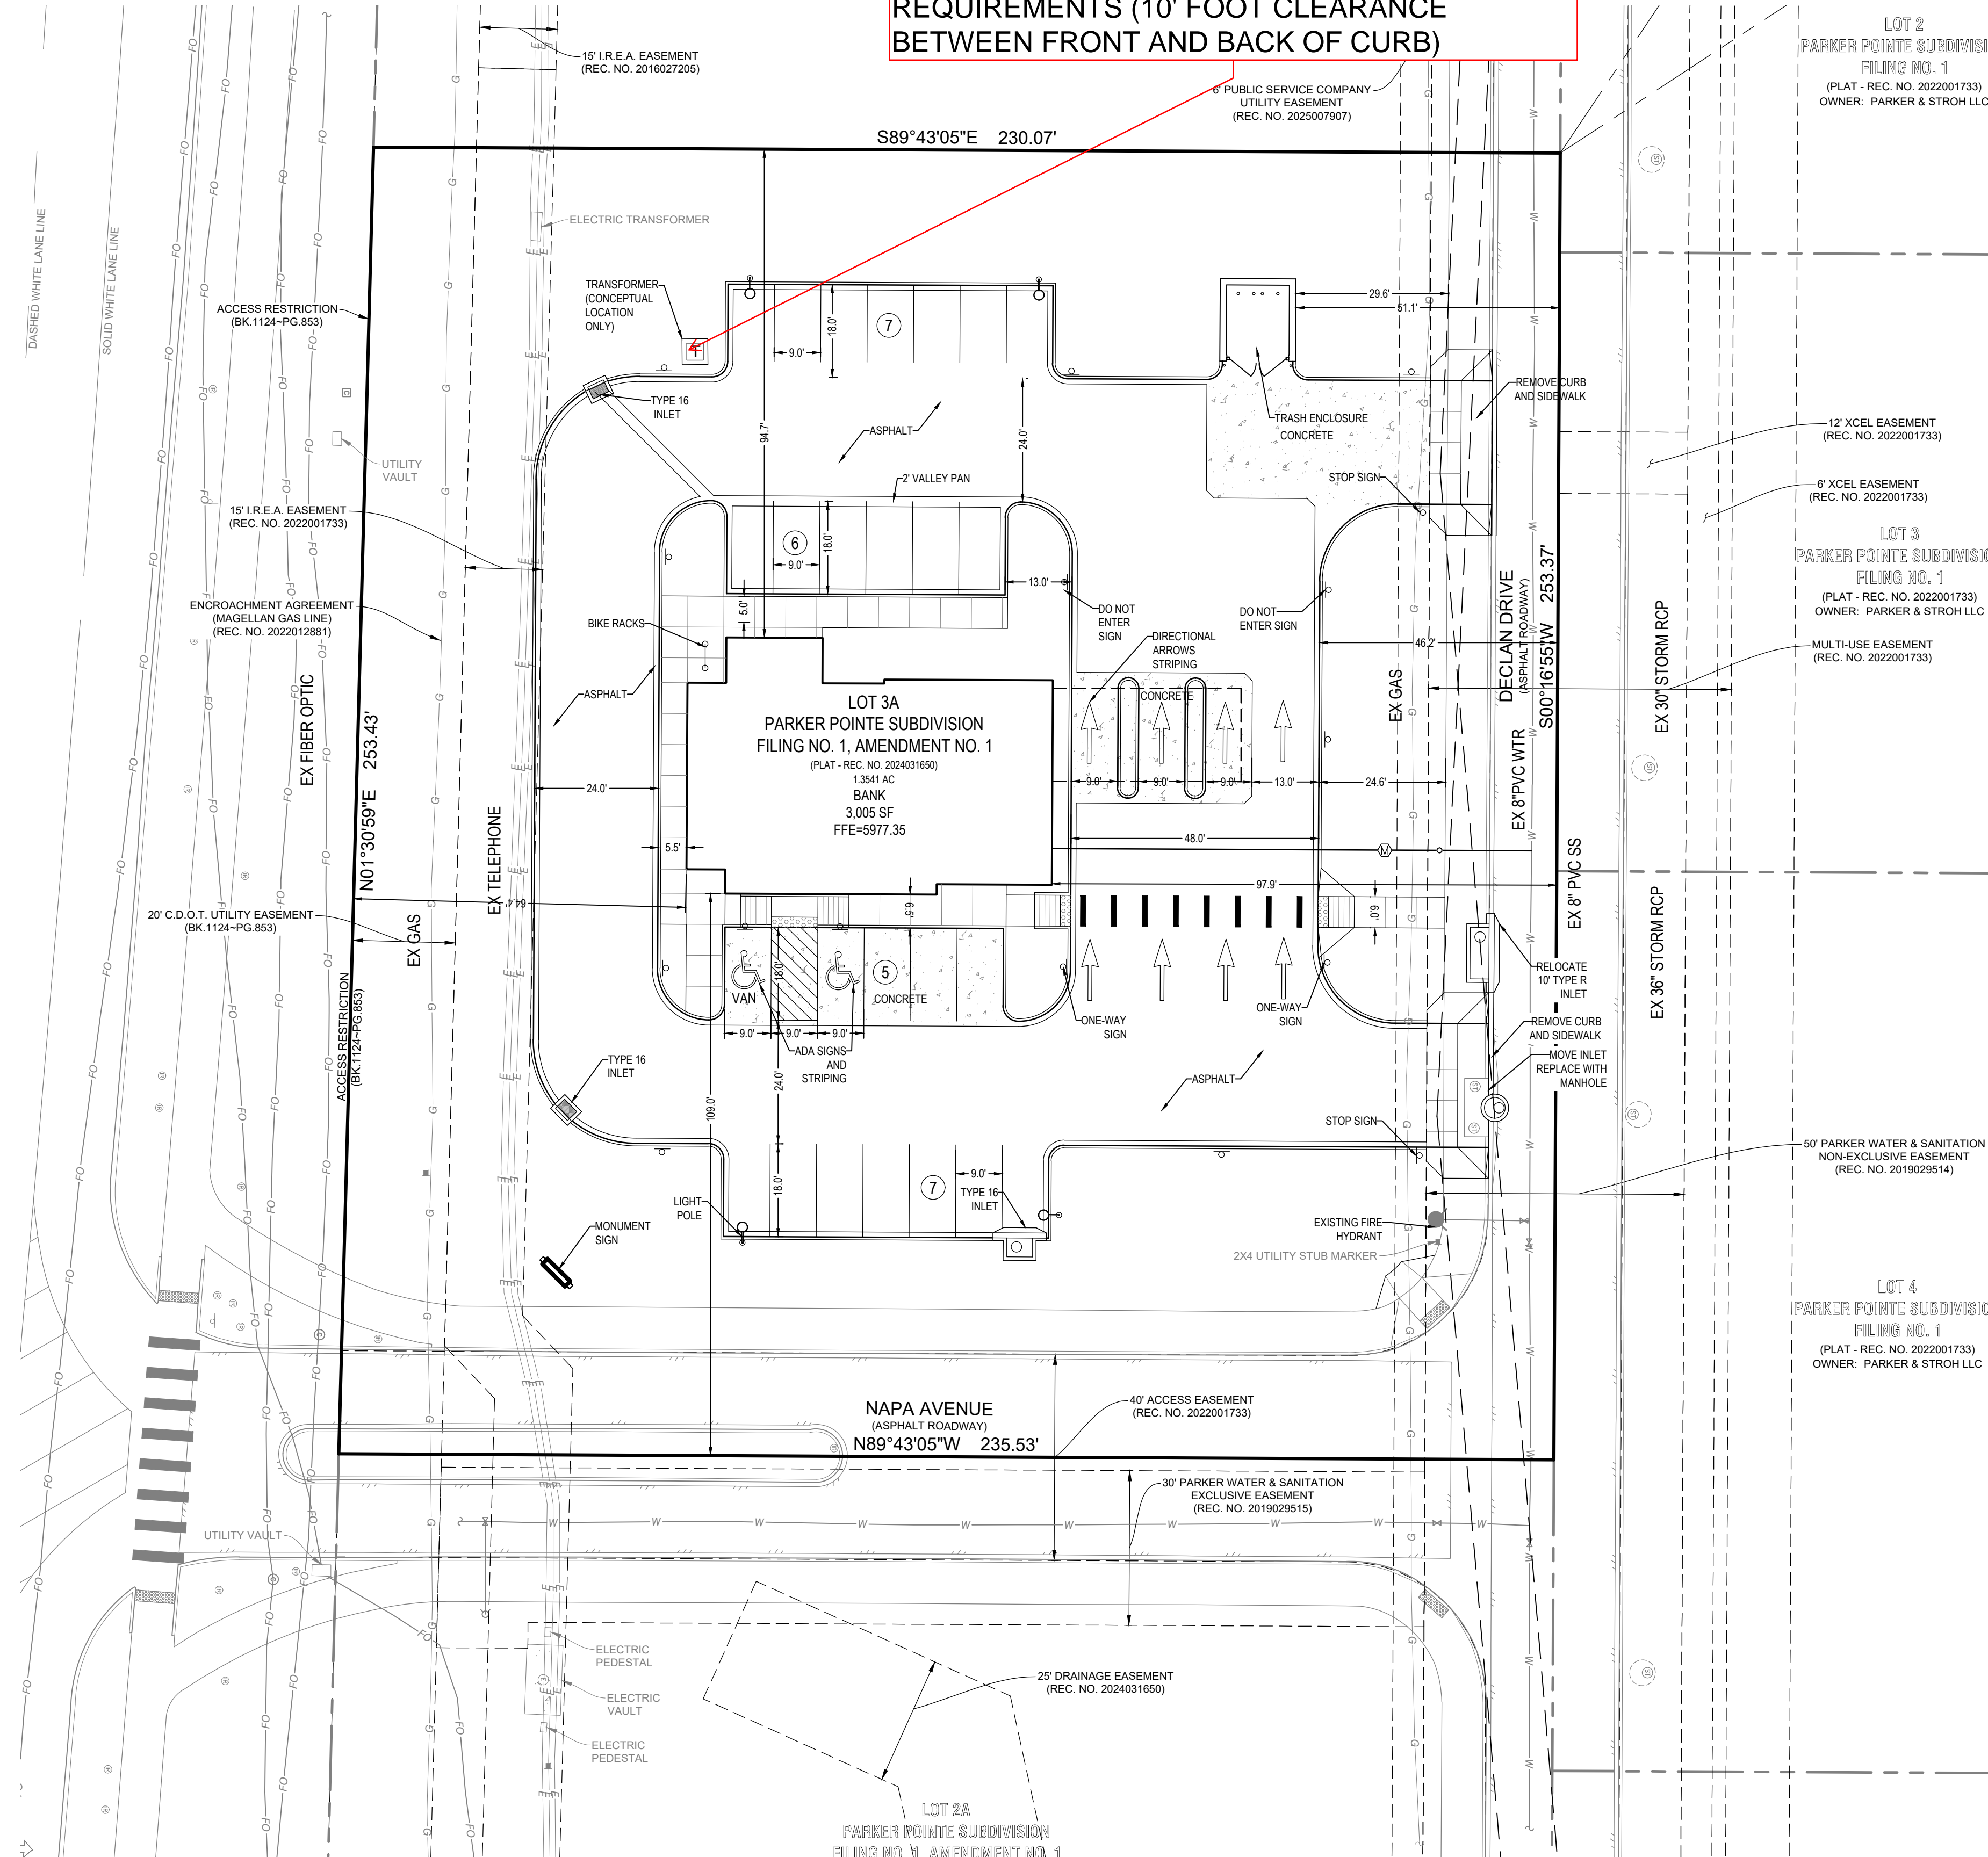 REQUIREMENTS (10' FOOT CLEARANCE
BETWEEN FRONT AND BACK OF CURB)
15' I.R.E.A. EASEMENT
(REC. NO. 2016027205)
6' PUBLIC SERVICE COMPANY
UTILITY EASEMENT
(REC. NO. 2025007907)
LOT 2
PARKER POINTE SUBDIVISI
FILING NO. 1
(PLAT - REC. NO. 2022001733)
OWNER: PARKER & STROH LLC
S89°43'05"E 230.07'
DASHED WHITE LANE LINE
SOLID WHITE LANE LINE
ELECTRIC TRANSFORMER
TRANSFORMER
(CONCEPTUAL
LOCATION
ONLY)
T
ACCESS RESTRICTION
(BK.1124~PG.853)
7
18.0'
9.0'
29.6'
51.1'
TYPE 16
INLET
94.7'
ASPHALT
24.0'
TRASH ENCLOSURE
CONCRETE
REMOVE CURB
AND SIDEWALK
12' XCEL EASEMENT
(REC. NO. 2022001733)
UTILITY
VAULT
2' VALLEY PAN
STOP SIGN
6' XCEL EASEMENT
(REC. NO. 2022001733)
15' I.R.E.A. EASEMENT
(REC. NO. 2022001733)
6
18.0'
9.0'
13.0'
LOT 3
PARKER POINTE SUBDIVISI
FILING NO. 1
(PLAT - REC. NO. 2022001733)
OWNER: PARKER & STROH LLC
ENCROACHMENT AGREEMENT
(MAGELLAN GAS LINE)
(REC. NO. 2022012881)
5.0'
BIKE RACKS
DO NOT
ENTER
SIGN
DO NOT
ENTER SIGN
DIRECTIONAL
ARROWS
STRIPING
46.2'
DECLAN DRIVE
(ASPHALT ROADWAY)
S00°16'55"W 253.37'
EX 30" STORM RCP
MULTI-USE EASEMENT
(REC. NO. 2022001733)
EX FIBER OPTIC
N01°30'59"E 253.43'
ASPHALT
CONCRETE
EX GAS
LOT 3A
PARKER POINTE SUBDIVISION
FILING NO. 1, AMENDMENT NO. 1
(PLAT - REC. NO. 2024031650)
1.3541 AC
BANK
3,005 SF
FFE=5977.35
24.0'
9.0'
9.0'
9.0'
13.0'
24.6'
EX 8"PVC WTR
EX TELEPHONE
5.5'
48.0'
M
EX 8" PVC SS
97.9'
64.4'
EX 36" STORM RCP
20' C.D.O.T. UTILITY EASEMENT
(BK.1124~PG.853)
EX GAS
5.5'
6.0'
ACCESS RESTRICTION
(BK.1124~PG.853)
VAN
18.0'
5
CONCRETE
RELOCATE
10' TYPE R
INLET
ONE-WAY
SIGN
ONE-WAY
SIGN
REMOVE CURB
AND SIDEWALK
9.0'
9.0'
9.0'
ADA SIGNS
AND
STRIPING
MOVE INLET
REPLACE WITH
MANHOLE
TYPE 16
INLET
24.0'
109.0'
ASPHALT
STOP SIGN
50' PARKER WATER & SANITATION
NON-EXCLUSIVE EASEMENT
(REC. NO. 2019029514)
9.0'
18.0'
7
TYPE 16
INLET
LIGHT
POLE
MONUMENT
SIGN
EXISTING FIRE
HYDRANT
2X4 UTILITY STUB MARKER
LOT 4
PARKER POINTE SUBDIVISI
FILING NO. 1
(PLAT - REC. NO. 2022001733)
OWNER: PARKER & STROH LLC
NAPA AVENUE
(ASPHALT ROADWAY)
N89°43'05"W 235.53'
40' ACCESS EASEMENT
(REC. NO. 2022001733)
30' PARKER WATER & SANITATION
EXCLUSIVE EASEMENT
(REC. NO. 2019029515)
UTILITY VAULT
ELECTRIC
PEDESTAL
25' DRAINAGE EASEMENT
(REC. NO. 2024031650)
ELECTRIC
VAULT
ELECTRIC
PEDESTAL
LOT 2A
PARKER POINTE SUBDIVISION
FILING NO. 1, AMENDMENT NO. 1